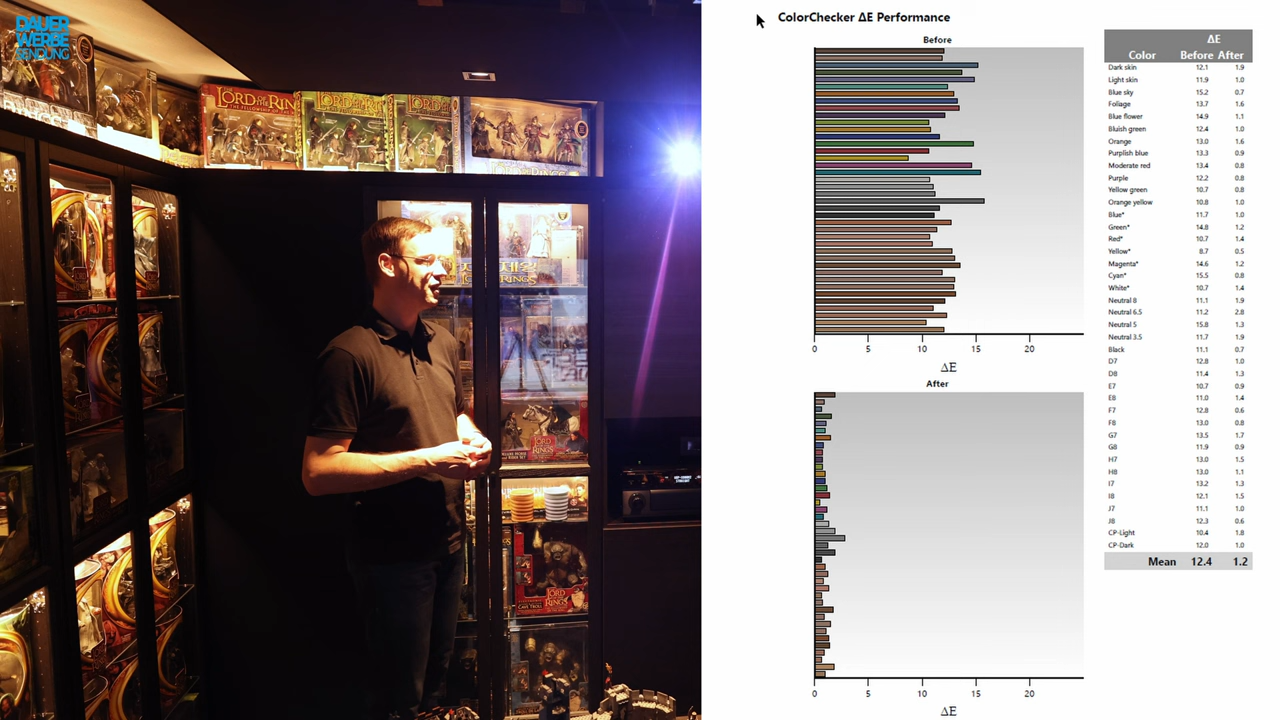 DAUER
WERBE
SENDUNG
THE LORD OF THE RINGS
THE FELLOWSHIP OF THE RING
RINGS
LORD OF THE RINGS
CAVE TROLL
ColorChecker ΔE Performance
Before
0 5 10 15 20
ΔE
After
0 5 10 15 20
ΔE
ΔE
Color Before After
Dark skin 12.1 1.9
Light skin 11.9 1.0
Blue sky 15.2 0.7
Foliage 13.7 1.6
Blue flower 14.9 1.1
Bluish green 12.4 1.0
Orange 13.0 1.6
Purplish blue 13.3 0.9
Moderate red 13.4 0.8
Purple 12.2 0.8
Yellow green 10.7 0.8
Orange yellow 10.8 1.0
Blue* 11.7 1.0
Green* 14.8 1.2
Red* 10.7 1.4
Yellow* 8.7 0.5
Magenta* 14.6 1.2
Cyan* 15.5 0.8
White* 10.7 1.4
Neutral 8 11.1 1.9
Neutral 6.5 11.2 2.8
Neutral 5 15.8 1.3
Neutral 3.5 11.7 1.9
Black 11.1 0.7
D7 12.8 1.0
D8 11.4 1.3
E7 10.7 0.9
E8 11.0 1.4
F7 12.8 0.6
F8 13.0 0.8
G7 13.5 1.7
G8 11.9 0.9
H7 13.0 1.5
H8 13.0 1.1
I7 13.2 1.3
I8 12.1 1.5
J7 11.1 1.0
J8 12.3 0.6
CP-Light 10.4 1.8
CP-Dark 12.0 1.0
Mean 12.4 1.2